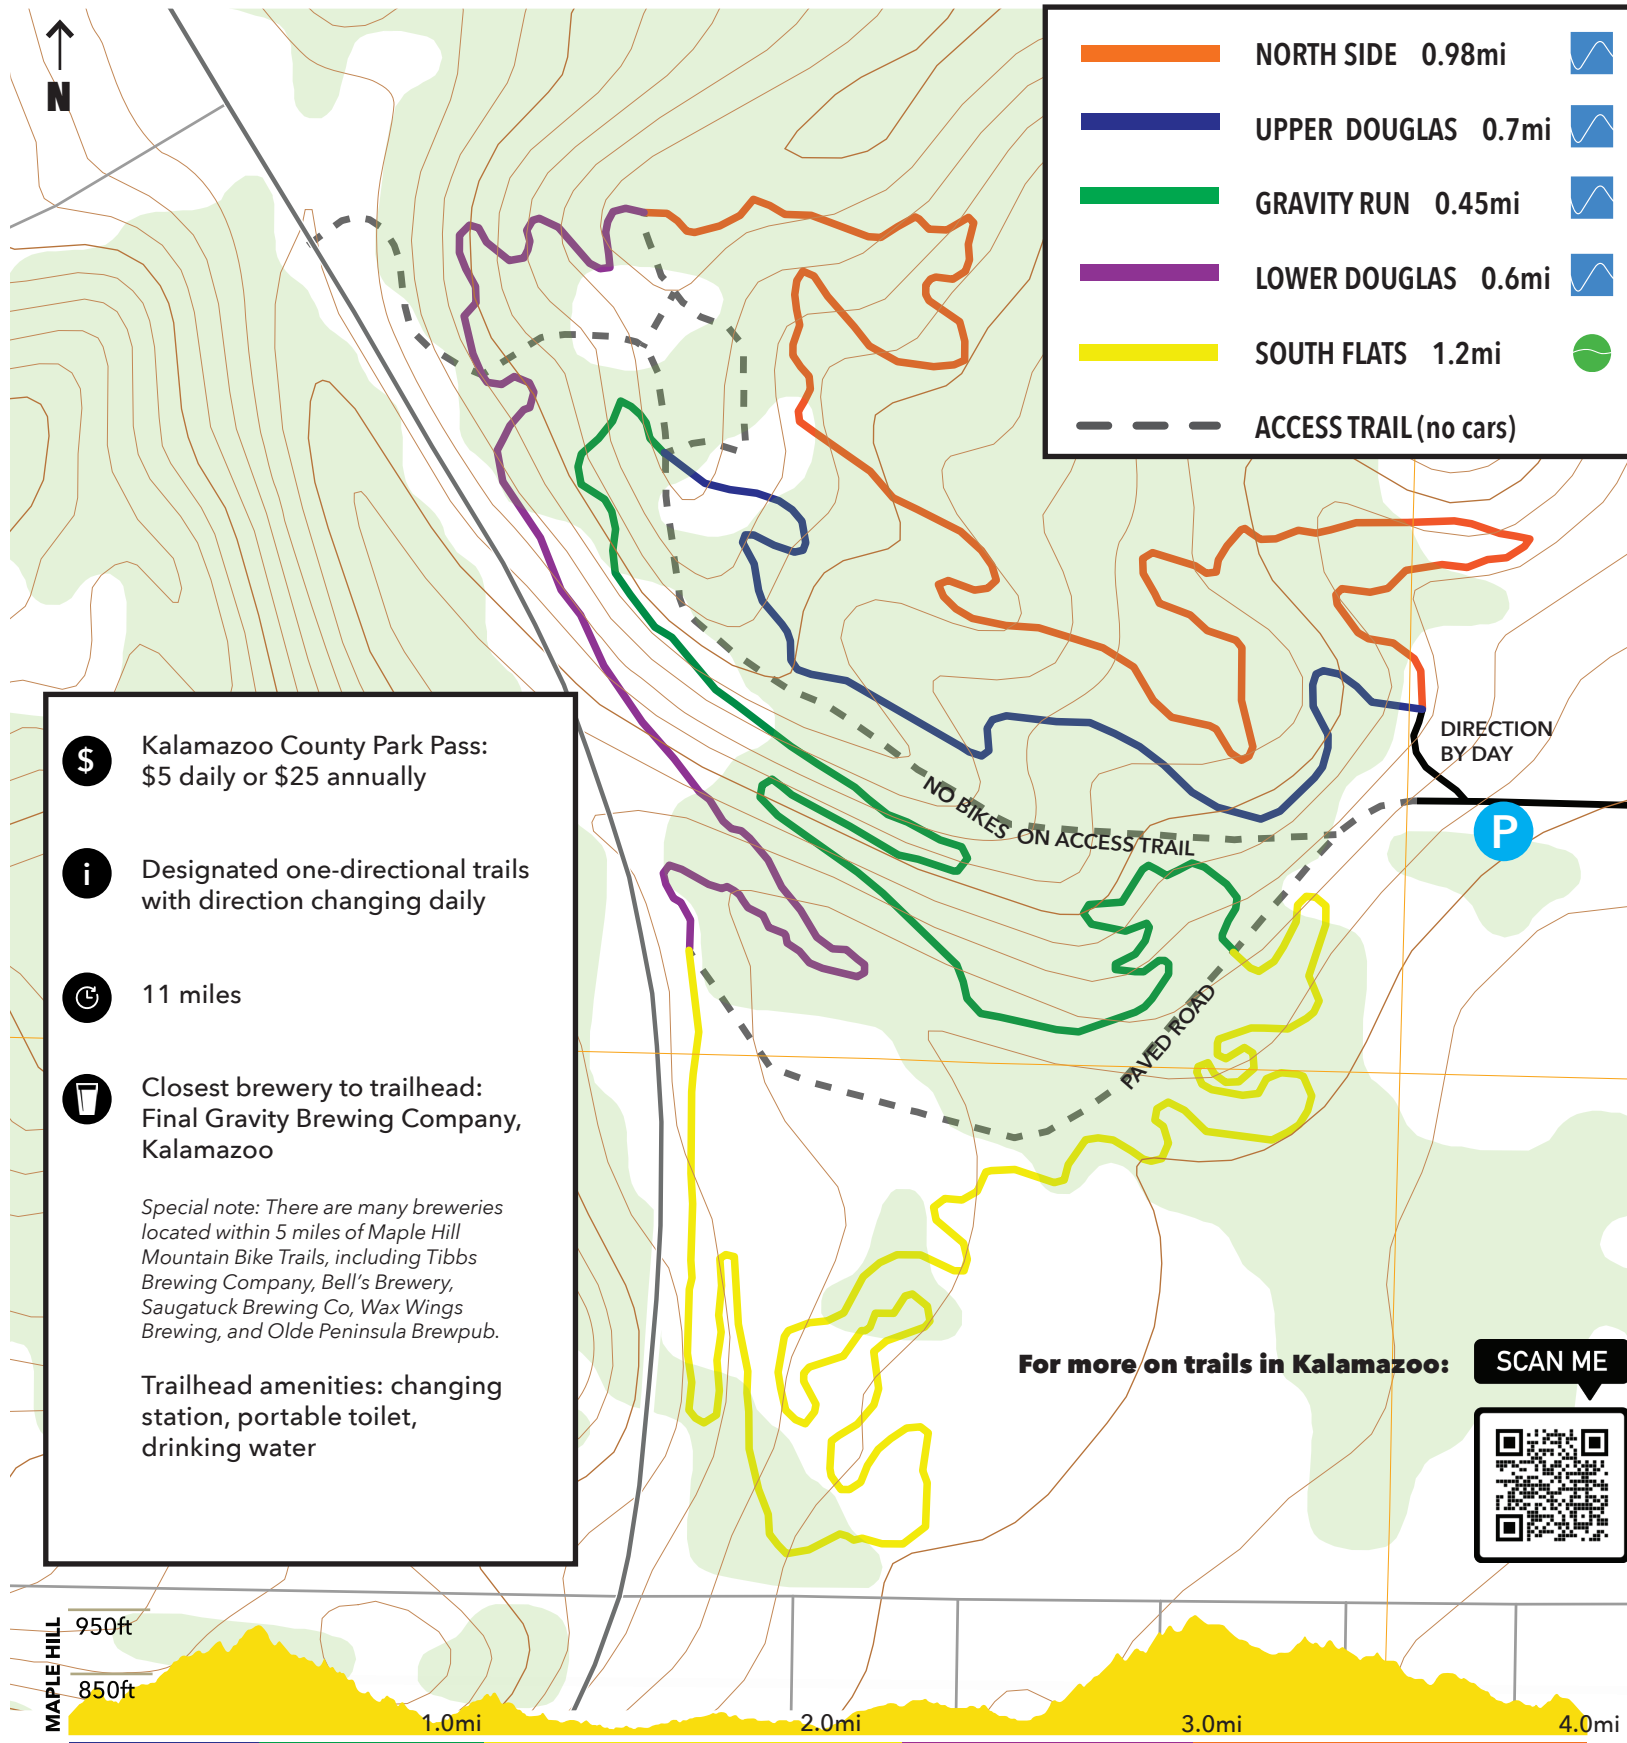 N
NORTH SIDE 0.98mi
UPPER DOUGLAS 0.7mi
GRAVITY RUN 0.45mi
LOWER DOUGLAS 0.6mi
SOUTH FLATS 1.2mi
ACCESS TRAIL (no cars)
DIRECTION
BY DAY
P
NO BIKES ON ACCESS TRAIL
PAVED ROAD
$
Kalamazoo County Park Pass:
$5 daily or $25 annually
i
Designated one-directional trails
with direction changing daily
11 miles
Closest brewery to trailhead:
Final Gravity Brewing Company,
Kalamazoo
Special note: There are many breweries
located within 5 miles of Maple Hill
Mountain Bike Trails, including Tibbs
Brewing Company, Bell's Brewery,
Saugatuck Brewing Co, Wax Wings
Brewing, and Olde Peninsula Brewpub.
Trailhead amenities: changing
station, portable toilet,
drinking water
For more on trails in Kalamazoo:
SCAN ME
MAPLE HILL
950ft
850ft
1.0mi
2.0mi
3.0mi
4.0mi